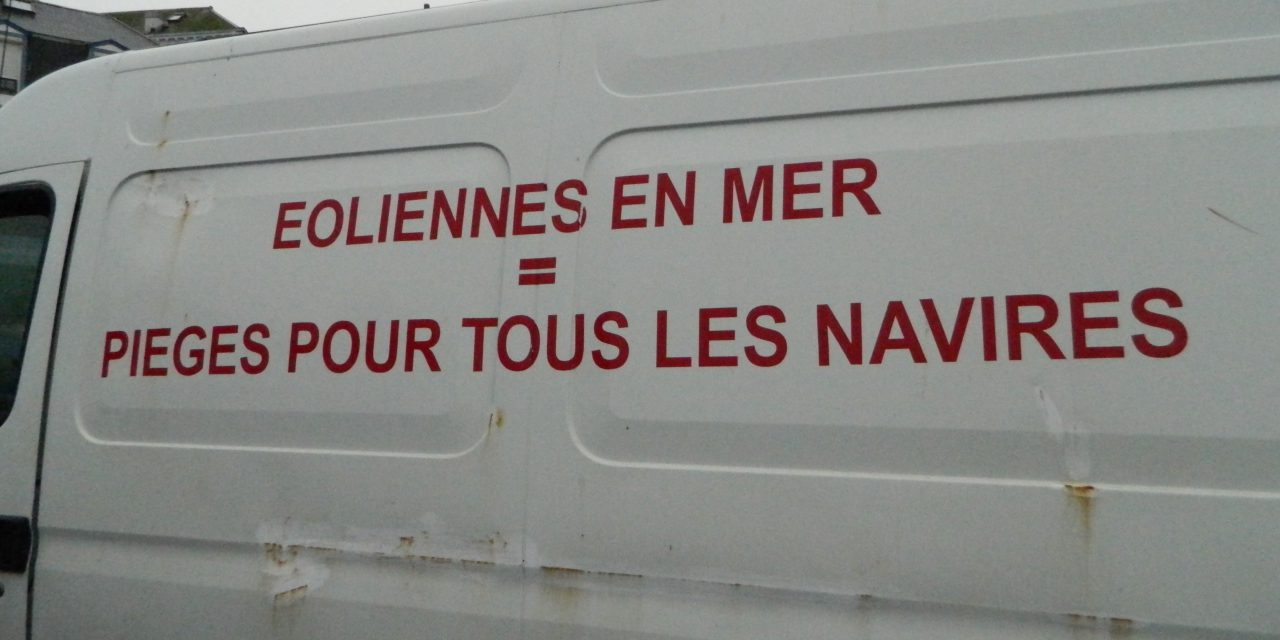 EOLIENNES EN MER
=
PIEGES POUR TOUS LES NAVIRES